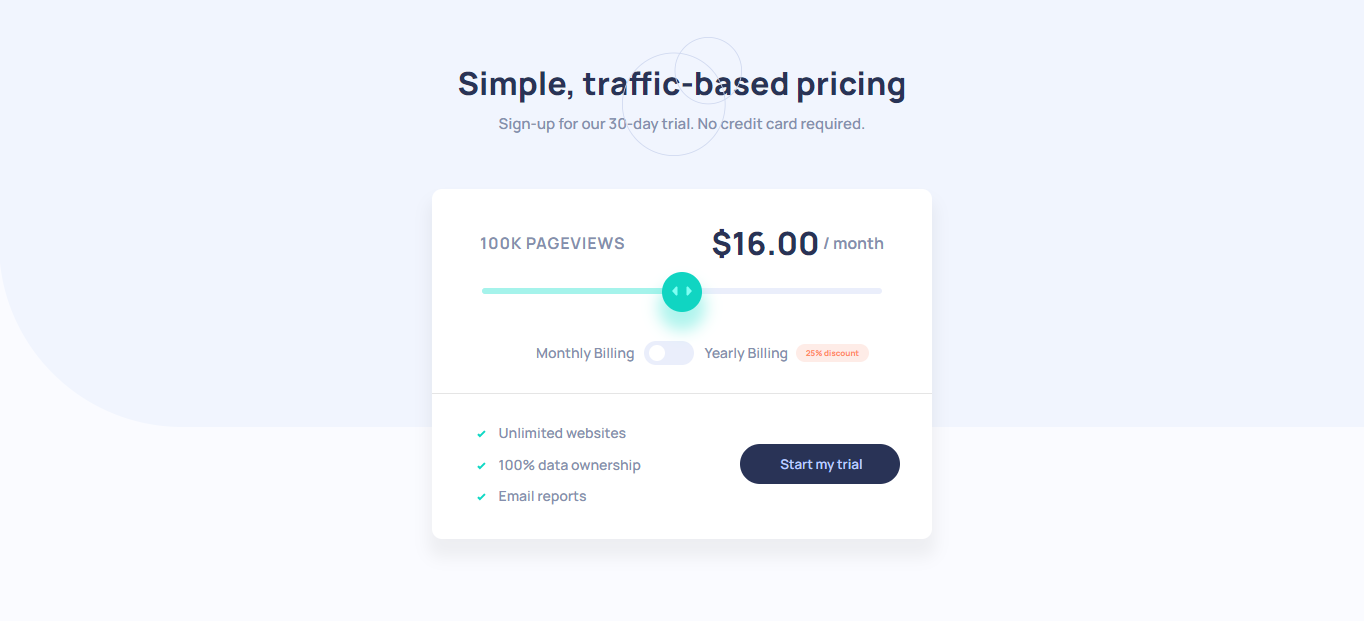 Simple, traffic-based pricing
Sign-up for our 30-day trial. No credit card required.
100K PAGEVIEWS
$16.00 / month
Monthly Billing
Yearly Billing
25% discount
Unlimited websites
100% data ownership
Email reports
Start my trial